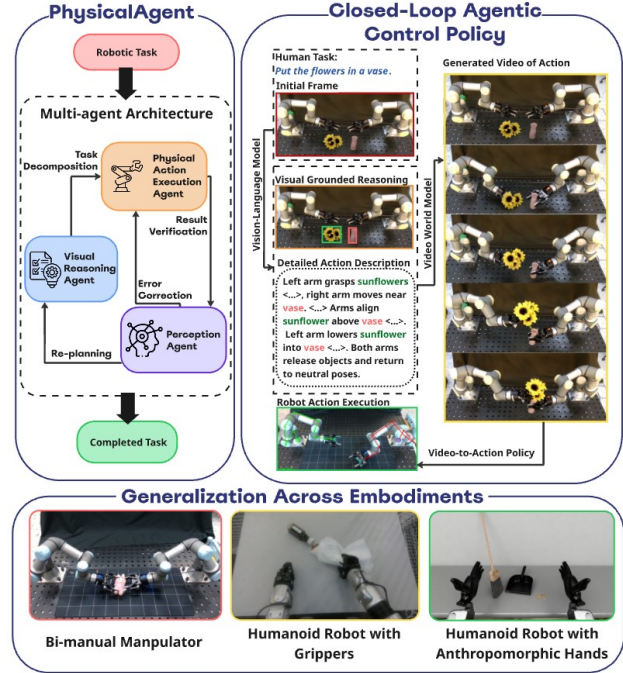 PhysicalAgent
Robotic Task
Multi-agent Architecture
Task
Decomposition
Physical
Action
Execution
Agent
Result
Verification
Visual
Reasoning
Agent
Error
Correction
Perception
Agent
Re-planning
Completed Task
Closed-Loop Agentic
Control Policy
Human Task:
Put the flowers in a vase.
Initial Frame
Vision-Language Model
Visual Grounded Reasoning
Detailed Action Description
Left arm grasps sunflowers
<...>, right arm moves near
vase. <...> Arms align
sunflower above vase <...>.
Left arm lowers sunflower
into vase <...>. Both arms
release objects and return
to neutral poses.
Robot Action Execution
Generated Video of Action
Video World Model
Video-to-Action Policy
Generalization Across Embodiments
Bi-manual Manpulator
Humanoid Robot with
Grippers
Humanoid Robot with
Anthropomorphic Hands